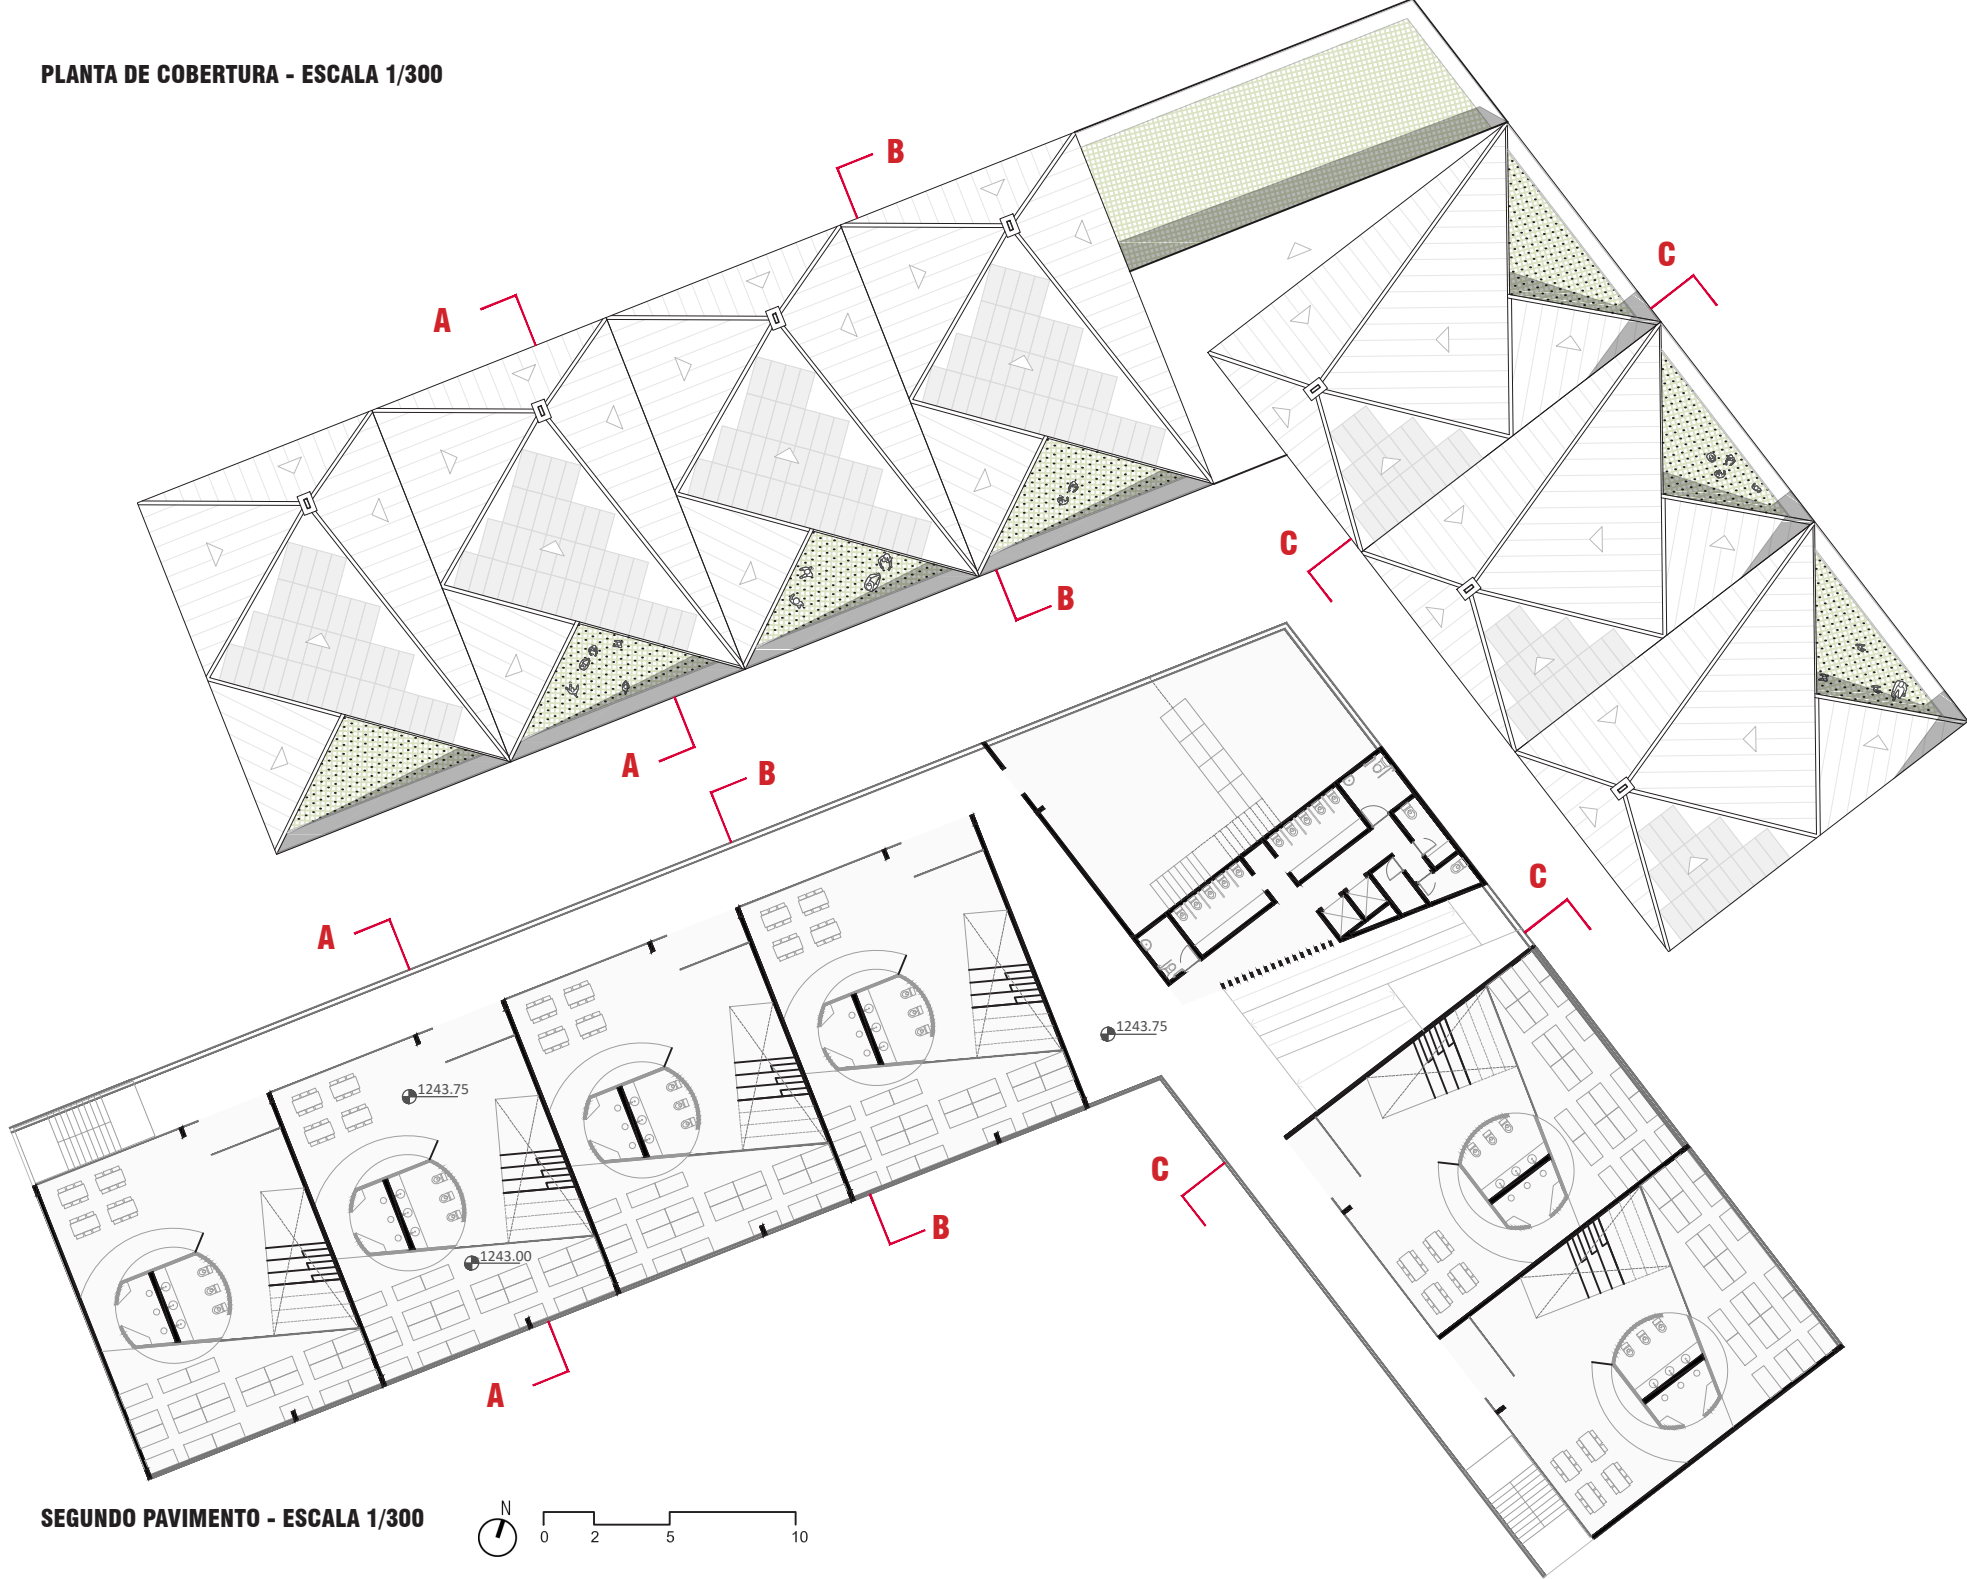 PLANTA DE COBERTURA - ESCALA 1/300
B
C
A
C
B
A
B
C
A
1243.75
1243.75
C
B
1243.00
A
SEGUNDO PAVIMENTO - ESCALA 1/300
N
0 2 5 10